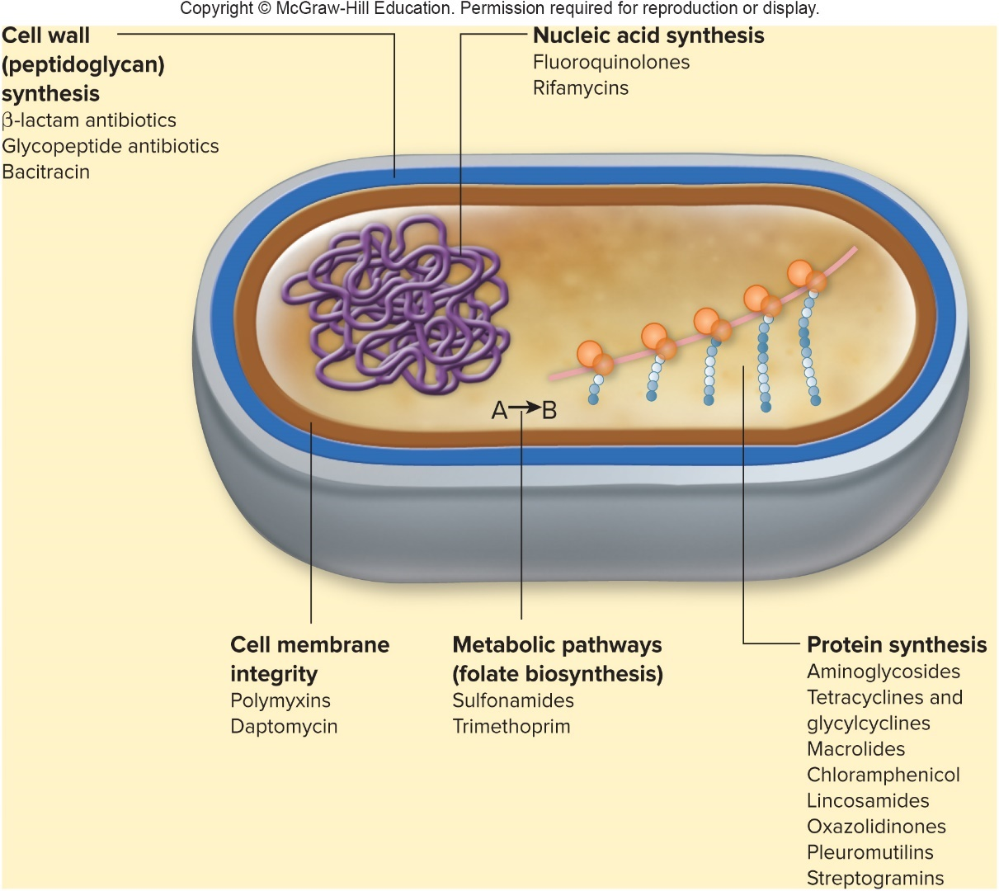 Copyright © McGraw-Hill Education. Permission required for reproduction or display.
Cell wall
(peptidoglycan)
synthesis
β-lactam antibiotics
Glycopeptide antibiotics
Bacitracin
Nucleic acid synthesis
Fluoroquinolones
Rifamycins
A→B
Cell membrane
integrity
Polymyxins
Daptomycin
Metabolic pathways
(folate biosynthesis)
Sulfonamides
Trimethoprim
Protein synthesis
Aminoglycosides
Tetracyclines and
glycylcyclines
Macrolides
Chloramphenicol
Lincosamides
Oxazolidinones
Pleuromutilins
Streptogramins